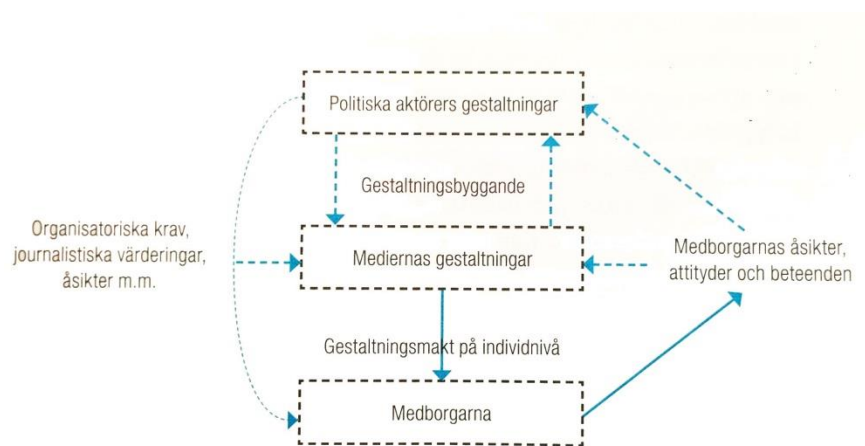 Politiska aktörers gestaltningar
Gestaltningsbyggande
Organisatoriska krav,
journalistiska värderingar,
åsikter m.m.
Mediernas gestaltningar
Medborgarnas åsikter,
attityder och beteenden
Gestaltningsmakt på individnivå
Medborgarna